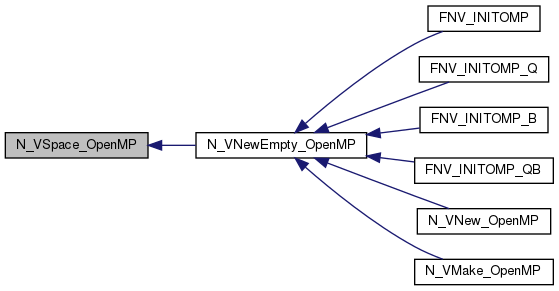 N_VSpace_OpenMP
N_VNewEmpty_OpenMP
FNV_INITOMP
FNV_INITOMP_Q
FNV_INITOMP_B
FNV_INITOMP_QB
N_VNew_OpenMP
N_VMake_OpenMP